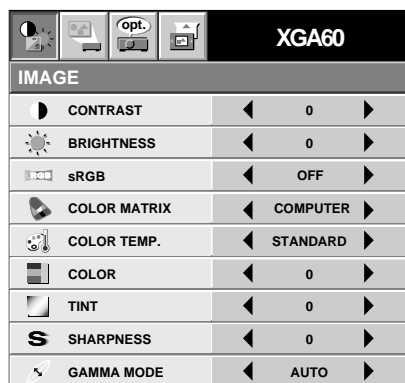 opt.
XGA60
IMAGE
CONTRAST 0
BRIGHTNESS 0
sRGB OFF
COLOR MATRIX COMPUTER
COLOR TEMP. STANDARD
COLOR 0
TINT 0
S SHARPNESS 0
GAMMA MODE AUTO